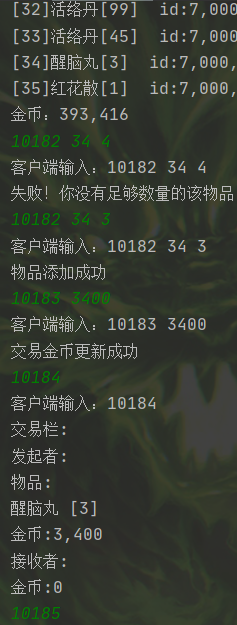 [32]活络丹[99]  id:7,000
[33]活络丹[45]  id:7,000
[34]醒脑丸[3]  id:7,000,
[35]红花散[1]  id:7,000,
金币: 393,416
10182 34 4
客户端输入: 10182 34 4
失败! 你没有足够数量的该物品
10182 34 3
客户端输入: 10182 34 3
物品添加成功
10183 3400
客户端输入: 10183 3400
交易金币更新成功
10184
客户端输入: 10184
交易栏:
发起者:
物品:
醒脑丸 [3]
金币:3,400
接收者:
金币:0
10185